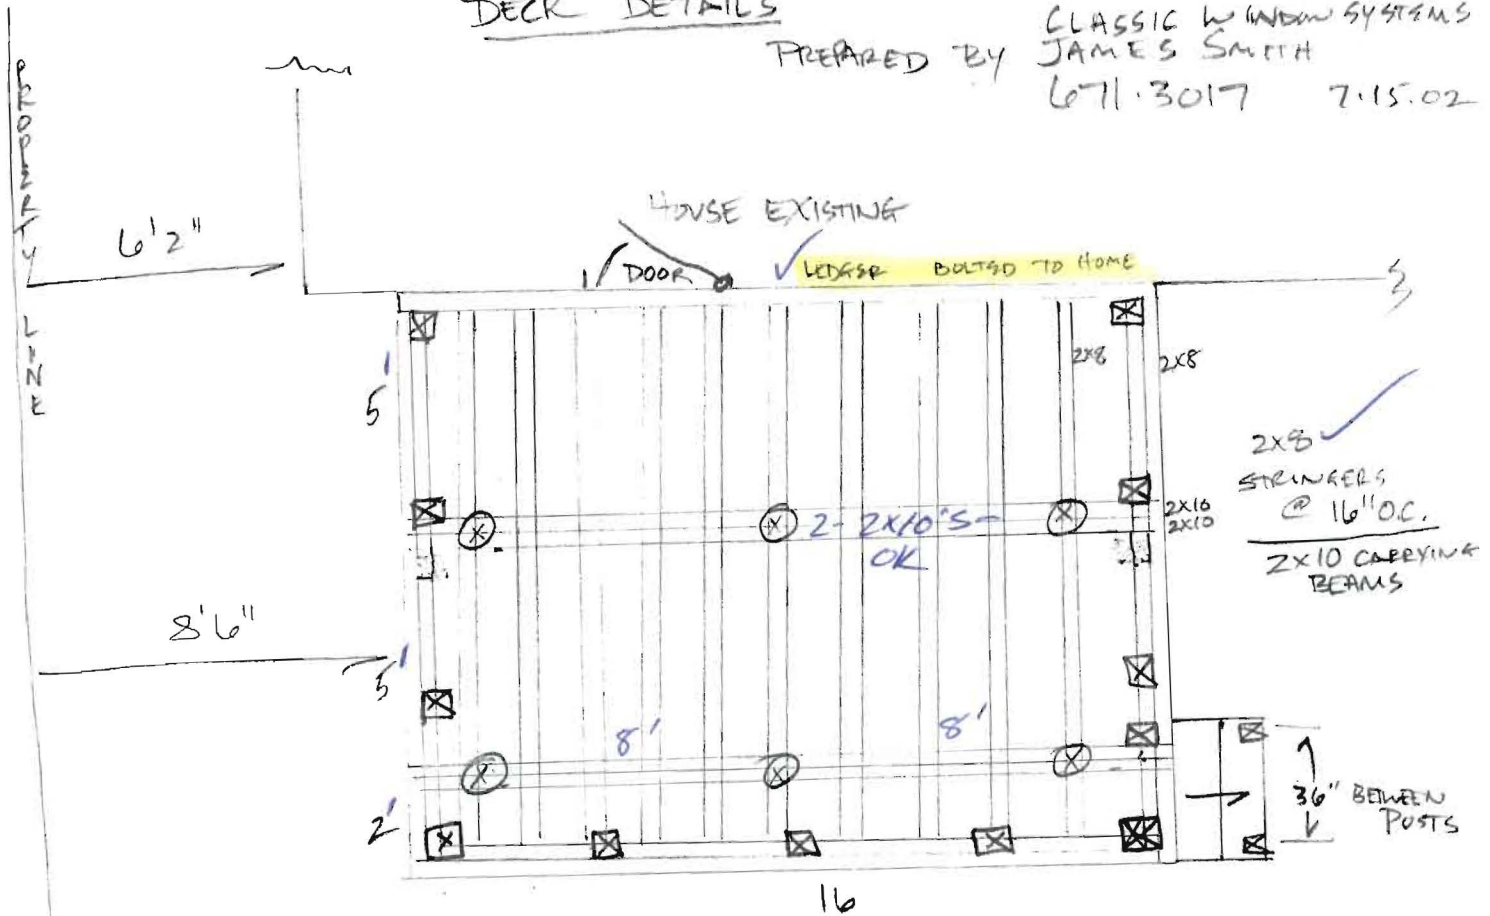 DECK DETAILS
CLASSIC WINDOW SYSTEMS
PREPARED BY JAMES SMITH
671.3017 7.15.02
PROPERTY LINE
6'2"
HOUSE EXISTING
DOOR
LEDGER BOLTED TO HOME
5'
2x8
2x8
2x8
STRINGERS
@ 16" O.C.
2x10 CARRYING
BEAMS
2x10
2x10
2-2x10'S-
OK
8'6"
5'
8'
8'
2'
36" BETWEEN
POSTS
16